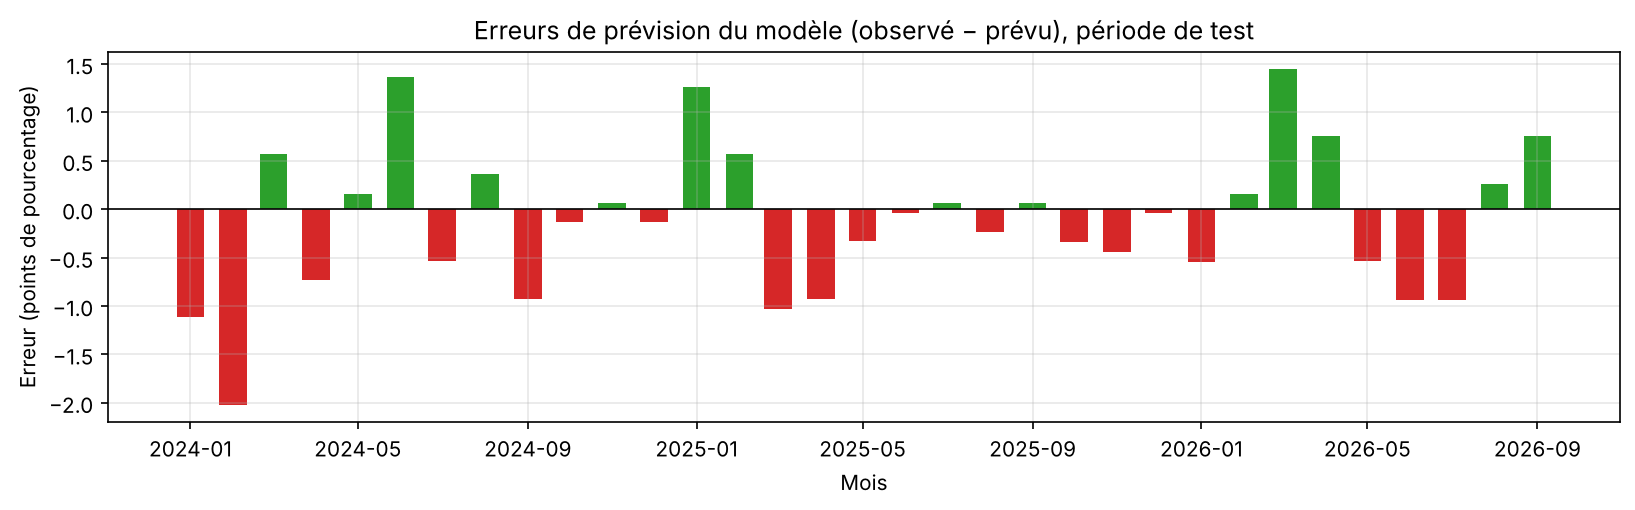 Erreurs de prévision du modèle (observé − prévu), période de test
Erreur (points de pourcentage)
1.5
1.0
0.5
0.0
−0.5
−1.0
−1.5
−2.0
2024-01 2024-05 2024-09 2025-01 2025-05 2025-09 2026-01 2026-05 2026-09
Mois